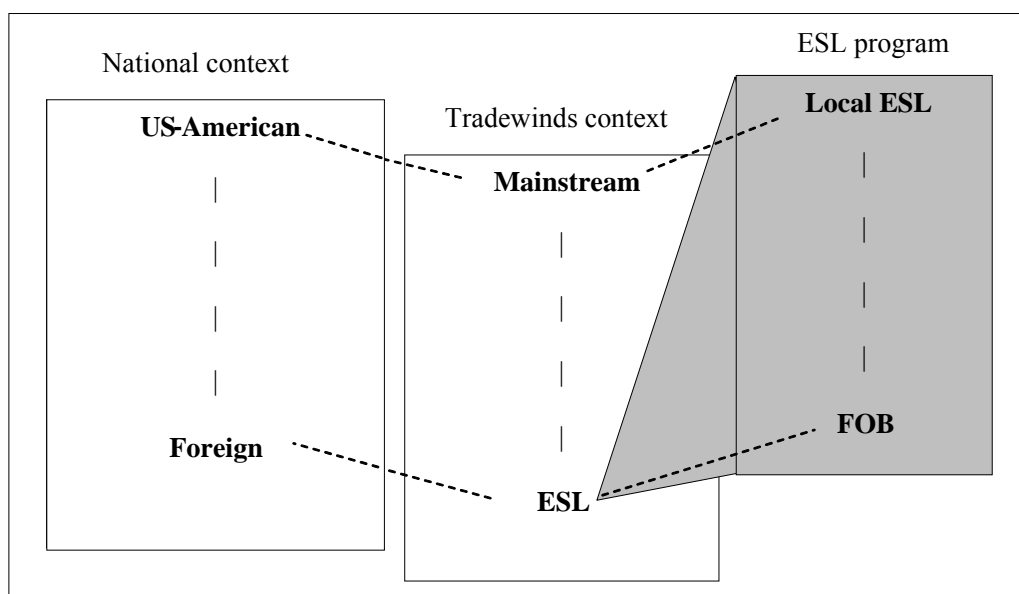 National context
US-American
Foreign
Tradewinds context
Mainstream
ESL
ESL program
Local ESL
FOB